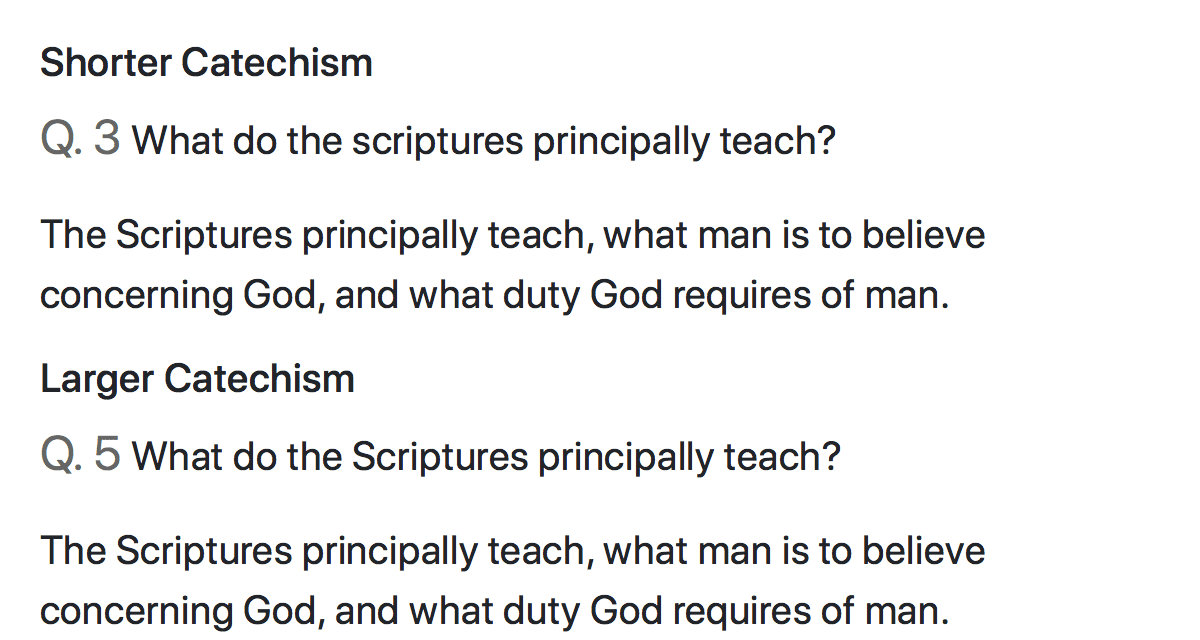 Shorter Catechism
Q. 3 What do the scriptures principally teach?
The Scriptures principally teach, what man is to believe
concerning God, and what duty God requires of man.
Larger Catechism
Q. 5 What do the Scriptures principally teach?
The Scriptures principally teach, what man is to believe
concerning God, and what duty God requires of man.